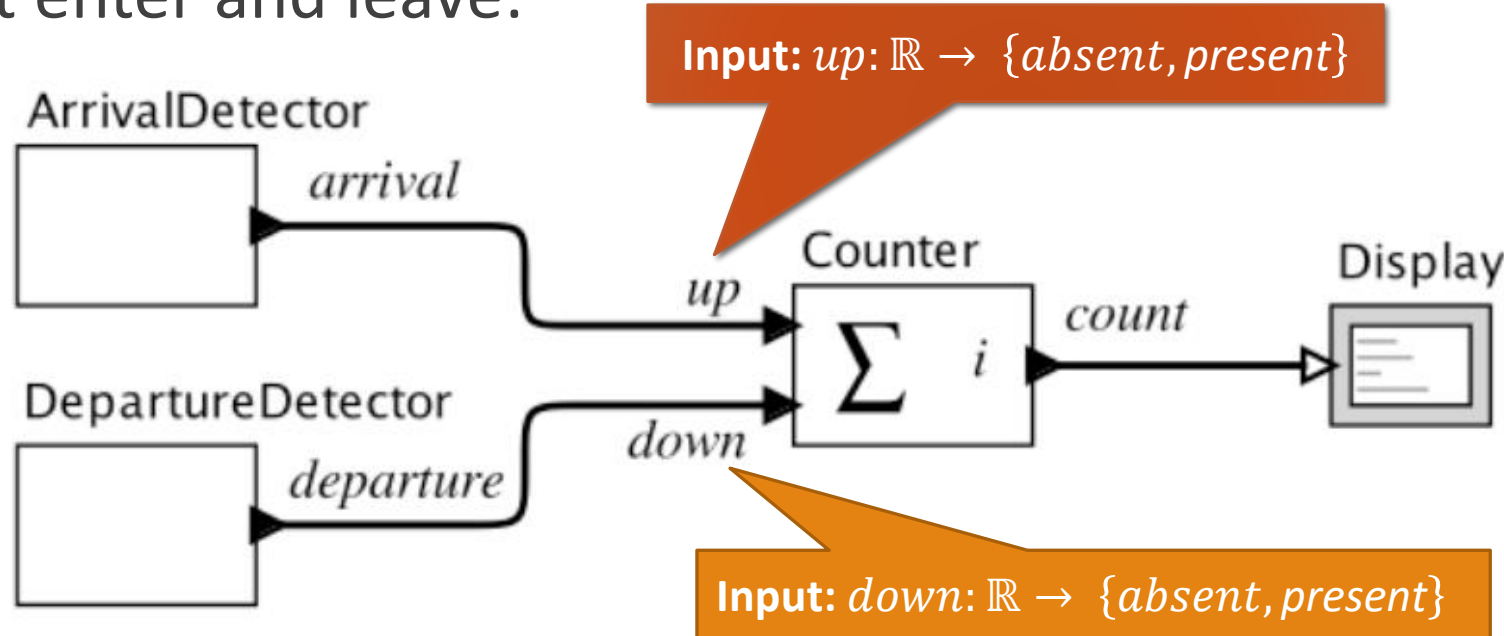 t enter and leave:
Input: up: ℝ → {absent, present}
ArrivalDetector
arrival
up
Counter
Σ i
count
Display
DepartureDetector
departure
down
Input: down: ℝ → {absent, present}